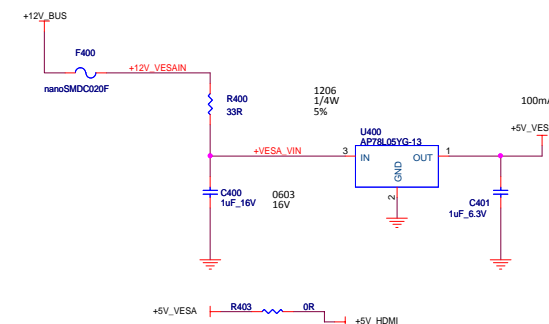 +12V_BUS
F400
+12V_VESAIN
nanoSMDC020F
R400
33R
1206
1/4W
5%
100mA
+5V_VES
U400
AP78L05YG-13
+VESA_VIN
3
IN
OUT
1
GND
2
C400
1uF_16V
0603
16V
C401
1uF_6.3V
+5V_VESA
R403
0R
+5V_HDMI